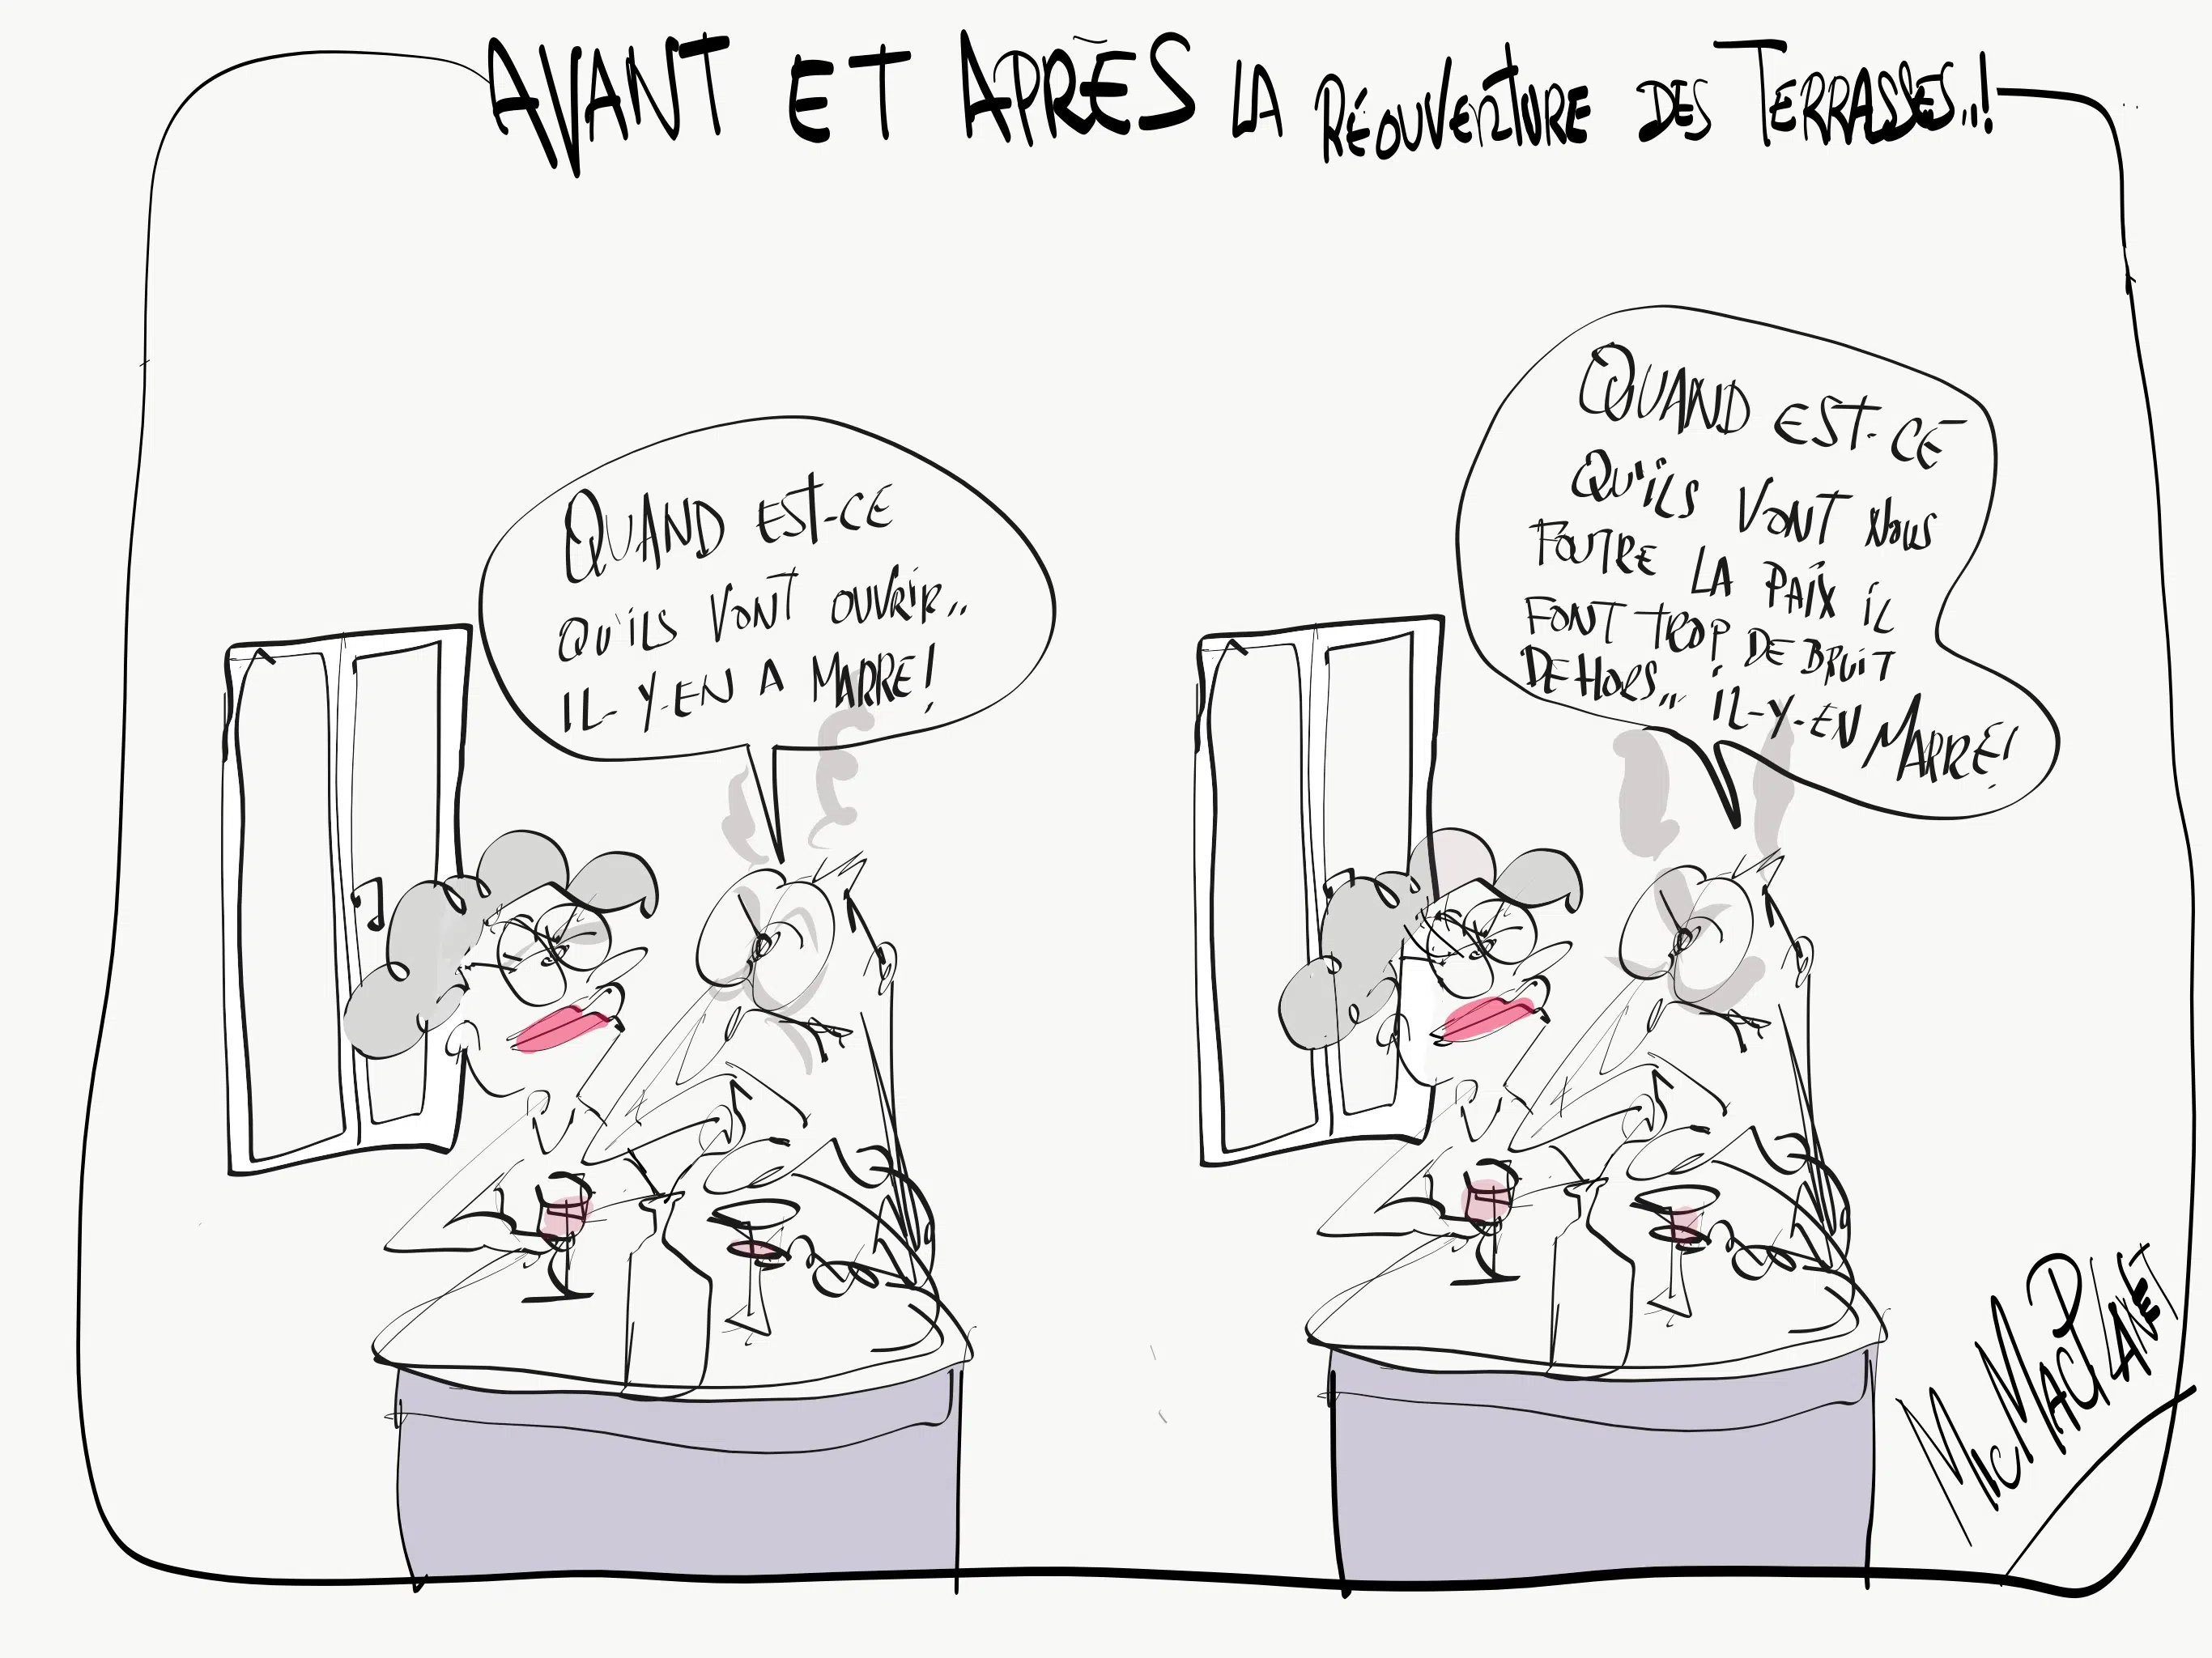 AVANT ET APRÈS LA RÉOUVERTURE DES TERRASSES..!
QUAND EST-CE
QU'ILS VONT OUVRIR..
IL-Y-EN A MARRE!
QUAND EST-CE
QU'ILS VONT NOUS
FOUTRE LA PAIX IL
FONT TROP DE BRUIT
DEHORS.. IL-Y-EN MARRE!
MicMacPLANET